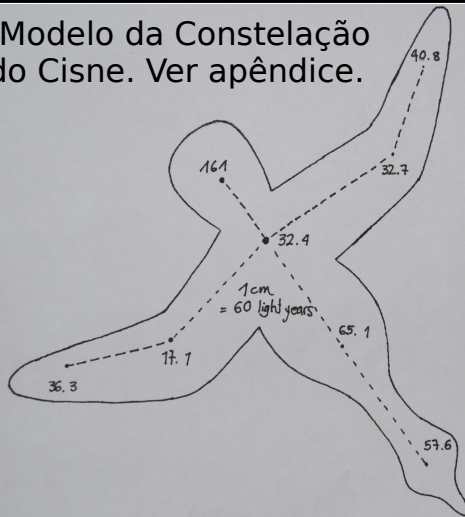 Modelo da Constelação
do Cisne. Ver apêndice.
40.8
32.7
161
32.4
1cm
= 60 light years
65.1
17.1
36.3
57.6